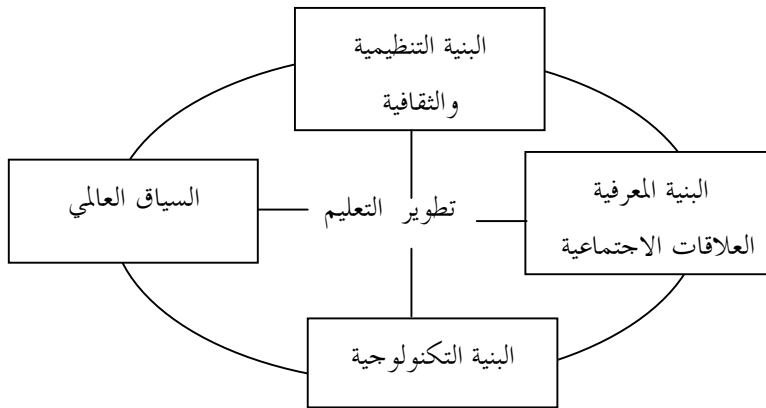 البنية التنظيمية
والثقافية
البنية المعرفية
العلاقات الاجتماعية
تطوير التعليم
السياق العالمي
البنية التكنولوجية